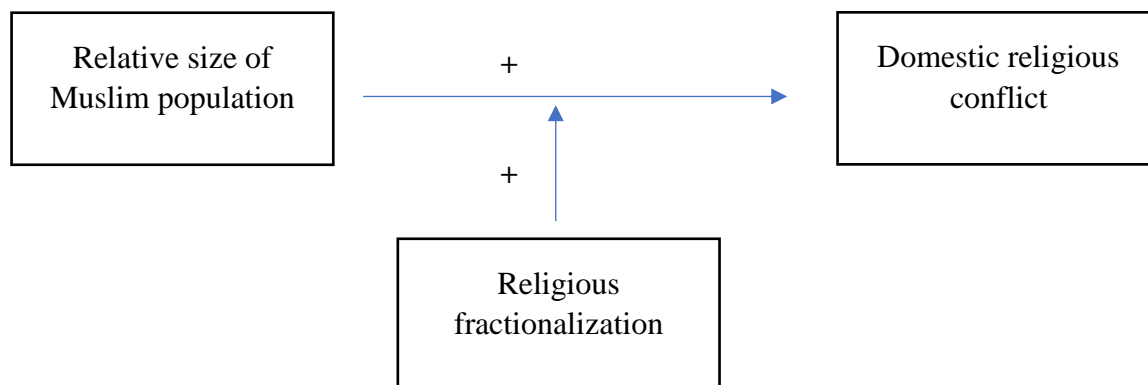 Relative size of
Muslim population
+
Domestic religious
conflict
+
Religious
fractionalization